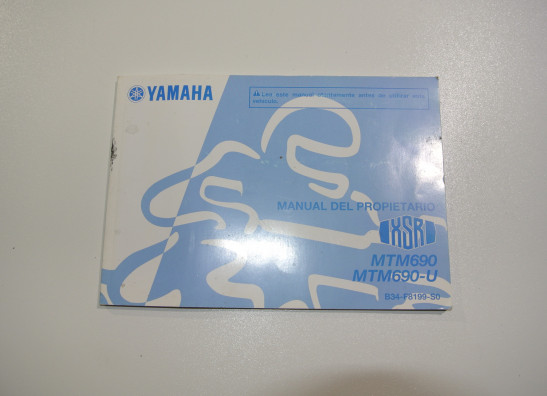 YAMAHA
Lea este manual atentamente antes de utilizar este
vehículo.
MANUAL DEL PROPIETARIO
XSR
MTM690
MTM690-U
B34-F8199-S0